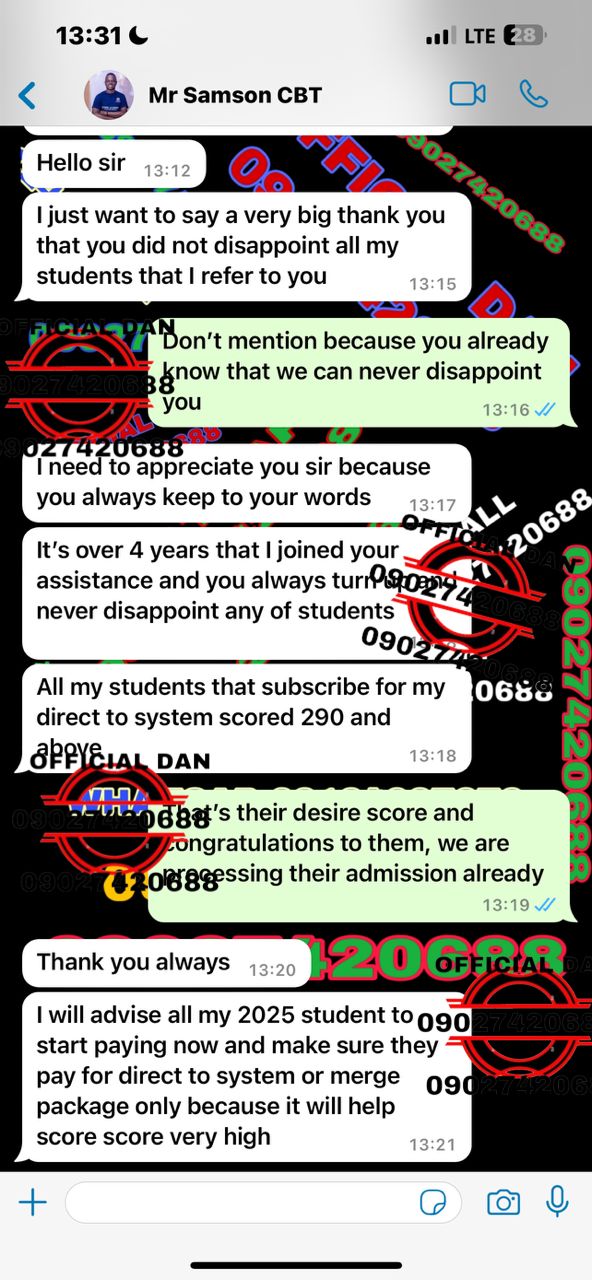 13:31
LTE 28
Mr Samson CBT
Hello sir 13:12
09027420688
I just want to say a very big thank you
that you did not disappoint all my
students that I refer to you 13:15
OFFICIAL DAN
Don’t mention because you already
know that we can never disappoint
you 13:16
09027420688
09027420688
I need to appreciate you sir because
you always keep to your words 13:17
OFFICIAL DAN
It’s over 4 years that I joined your
assistance and you always turn up and
never disappoint any of students
09027420688
09027420688
All my students that subscribe for my
direct to system scored 290 and
above 13:18
OFFICIAL DAN
That’s their desire score and
congratulations to them, we are
processing their admission already
13:19
09027420688
09027420688
09027420688
Thank you always 13:20
OFFICIAL DAN
I will advise all my 2025 student to
start paying now and make sure they
pay for direct to system or merge
package only because it will help
score score very high 13:21
09027420688
09027420688